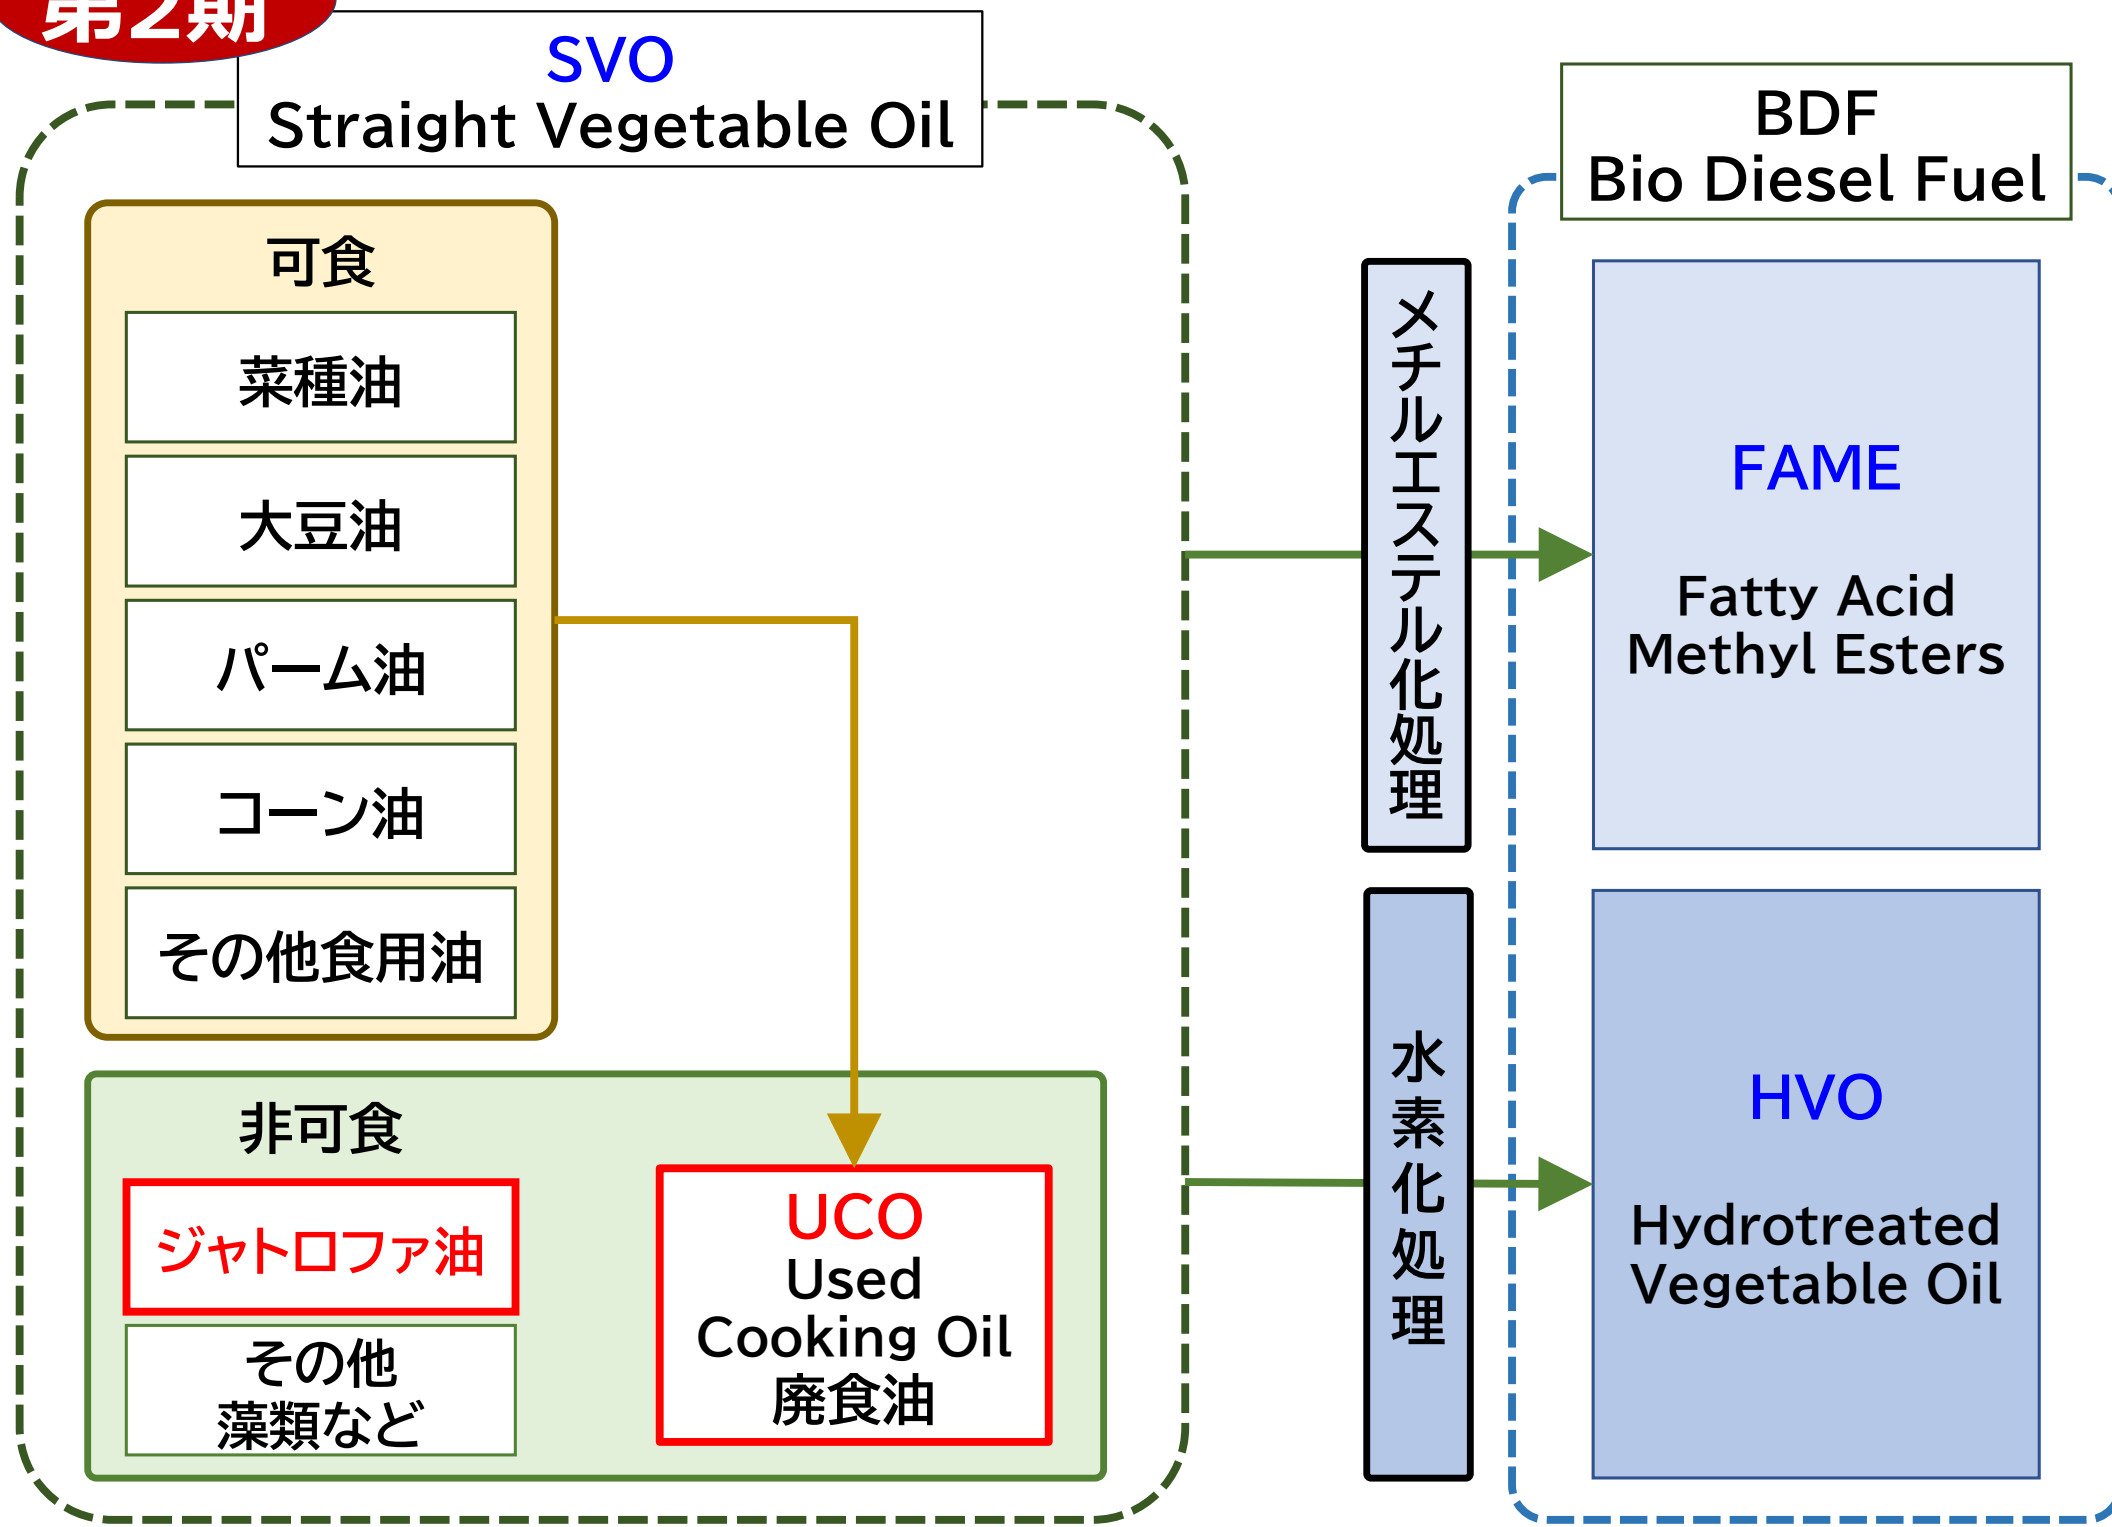 第2期
SVO
Straight Vegetable Oil
可食
菜種油
大豆油
パーム油
コーン油
その他食用油
非可食
ジャトロファ油
その他
藻類など
UCO
Used
Cooking Oil
廃食油
メチルエステル化処理
水素化処理
BDF
Bio Diesel Fuel
FAME
Fatty Acid
Methyl Esters
HVO
Hydrotreated
Vegetable Oil